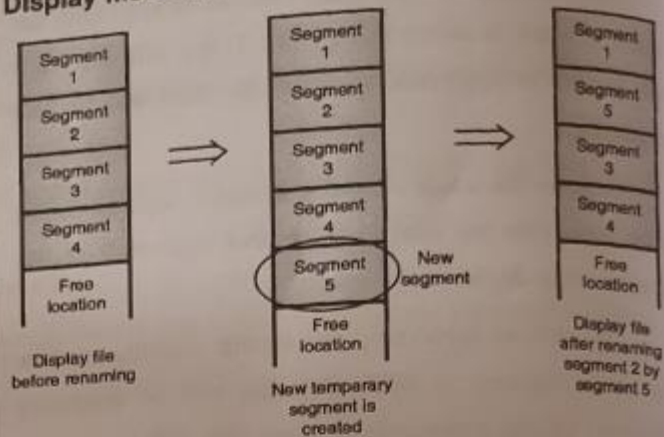 Display
Segment
1
Segment
2
Segment
3
Segment
4
Free
location
Display file
before renaming
Segment
1
Segment
2
Segment
3
Segment
4
Segment
5
New
segment
Free
location
New temparary
segment is
created
Segment
1
Segment
5
Segment
3
Segment
4
Free
location
Display file
after renaming
segment 2 by
segment 5